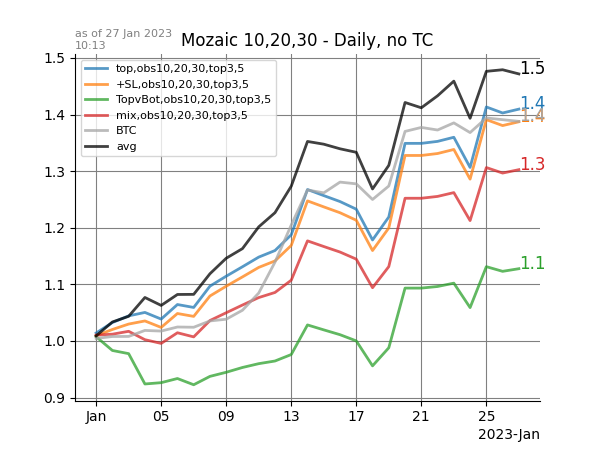 as of 27 Jan 2023
10:13
Mozaic 10,20,30 - Daily, no TC
top,obs10,20,30,top3,5
+SL,obs10,20,30,top3,5
TopvBot,obs10,20,30,top3,5
mix,obs10,20,30,top3,5
BTC
avg
1.5
1.4
1.3
1.2
1.1
1.0
0.9
1.5
1.4
1.4
1.3
1.1
Jan 05 09 13 17 21 25
2023-Jan